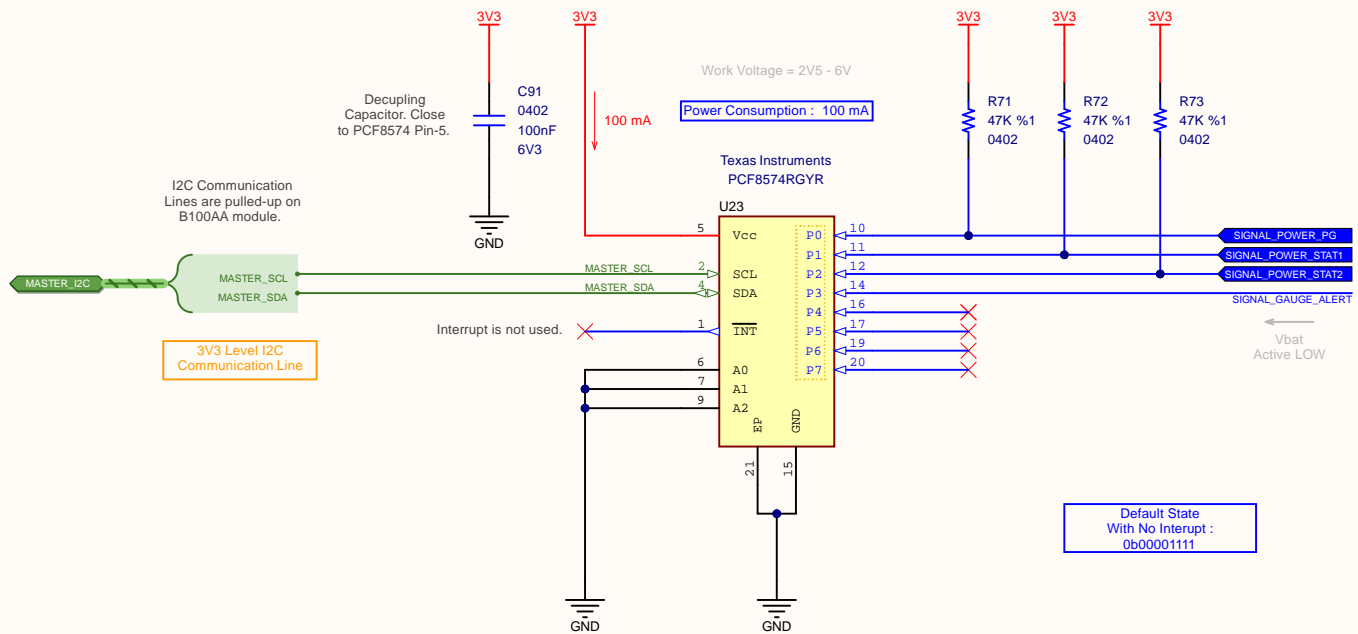 3V3
3V3
3V3
3V3
3V3
Work Voltage = 2V5 - 6V
Decupling
Capacitor. Close
to PCF8574 Pin-5.
C91
0402
100nF
6V3
100 mA
Power Consumption : 100 mA
R71
47K %1
0402
R72
47K %1
0402
R73
47K %1
0402
Texas Instruments
PCF8574RGYR
U23
I2C Communication
Lines are pulled-up on
B100AA module.
GND
5
Vcc
P0
10
SIGNAL_POWER_PG
P1
11
SIGNAL_POWER_STAT1
MASTER_SCL
2
SCL
P2
12
SIGNAL_POWER_STAT2
MASTER_I2C
MASTER_SCL
MASTER_SDA
MASTER_SDA
4
SDA
P3
14
SIGNAL_GAUGE_ALERT
P4
16
Interrupt is not used.
1
INT
P5
17
Vbat
Active LOW
P6
19
3V3 Level I2C
Communication Line
6
A0
P7
20
7
A1
9
A2
EP
GND
21
15
Default State
With No Interupt :
0b00001111
GND
GND